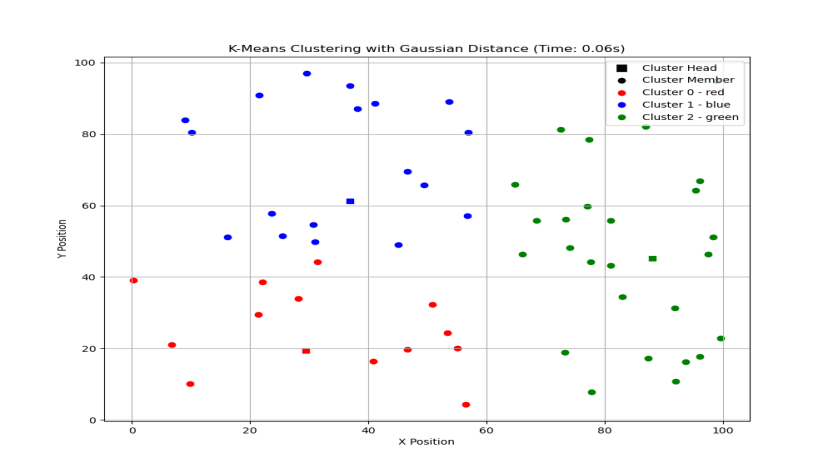 K-Means Clustering with Gaussian Distance (Time: 0.06s)
Cluster Head
Cluster Member
Cluster 0 - red
Cluster 1 - blue
Cluster 2 - green
100
80
60
40
20
0
Y Position
0 20 40 60 80 100
X Position